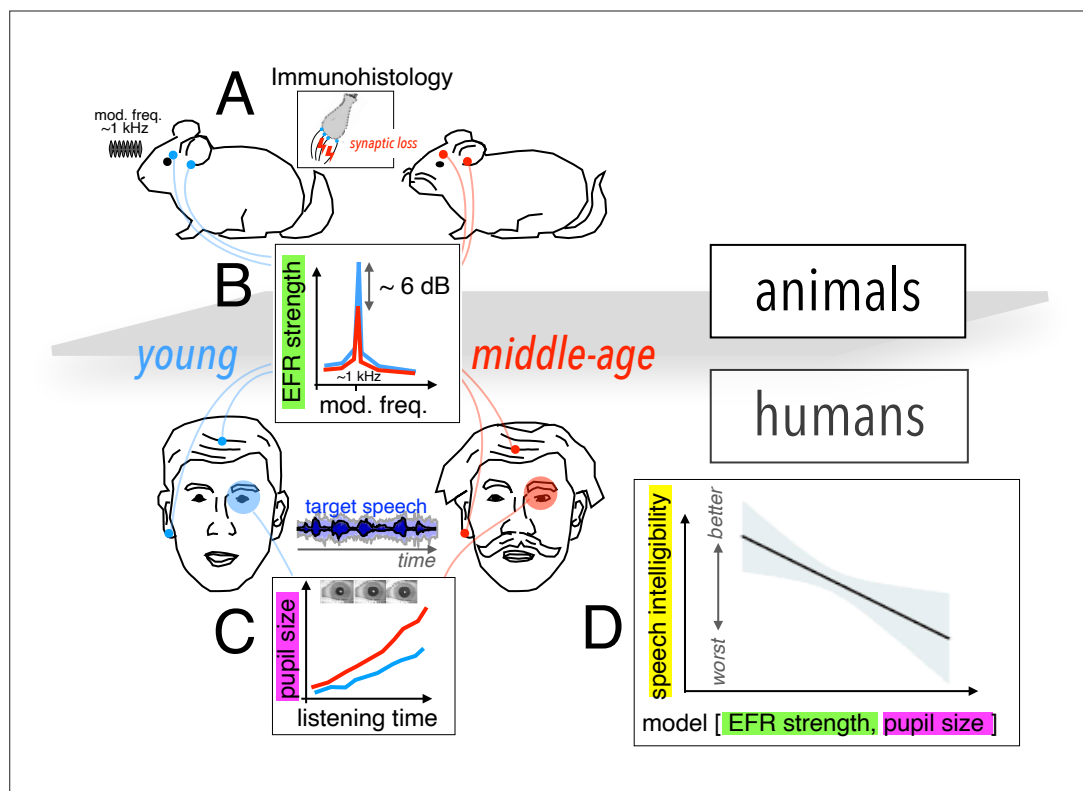 A
Immunohistology
mod. freq.
~1 kHz
synaptic loss
B
EFR strength
~ 6 dB
~1 kHz
mod. freq.
young
middle-age
animals
humans
target speech
time
C
pupil size
listening time
D
speech intelligibility
worst
better
model [ EFR strength, pupil size ]